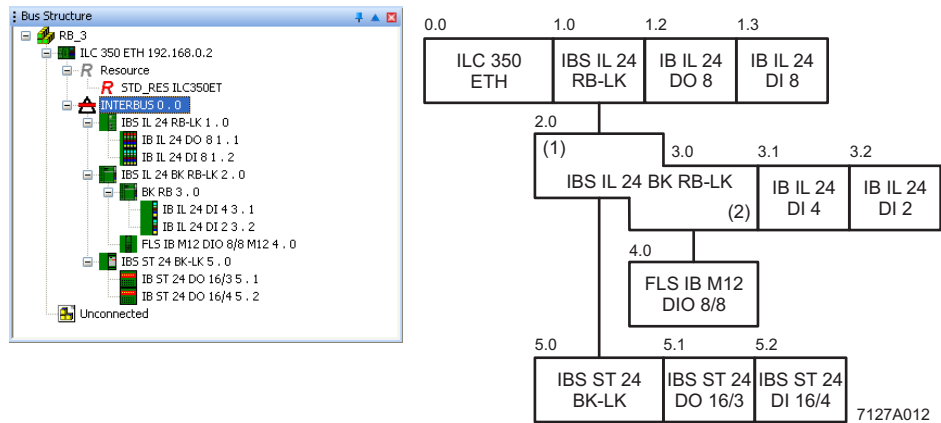 Bus Structure
RB_3
ILC 350 ETH 192.168.0.2
R Resource
R STD_RES ILC350ET
INTERBUS 0 . 0
IBS IL 24 RB-LK 1 . 0
IB IL 24 DO 8 1 . 1
IB IL 24 DI 8 1 . 2
IBS IL 24 BK RB-LK 2 . 0
BK RB 3 . 0
IB IL 24 DI 4 3 . 1
IB IL 24 DI 2 3 . 2
FLS IB M12 DIO 8/8 M12 4 . 0
IBS ST 24 BK-LK 5 . 0
IB ST 24 DO 16/3 5 . 1
IB ST 24 DO 16/4 5 . 2
Unconnected
0.0
1.0
1.2
1.3
ILC 350
ETH
IBS IL 24
RB-LK
IB IL 24
DO 8
IB IL 24
DI 8
2.0
(1)
3.0
3.1
3.2
IBS IL 24 BK RB-LK
(2)
IB IL 24
DI 4
IB IL 24
DI 2
4.0
FLS IB M12
DIO 8/8
5.0
5.1
5.2
IBS ST 24
BK-LK
IBS ST 24
DO 16/3
IBS ST 24
DI 16/4
7127A012